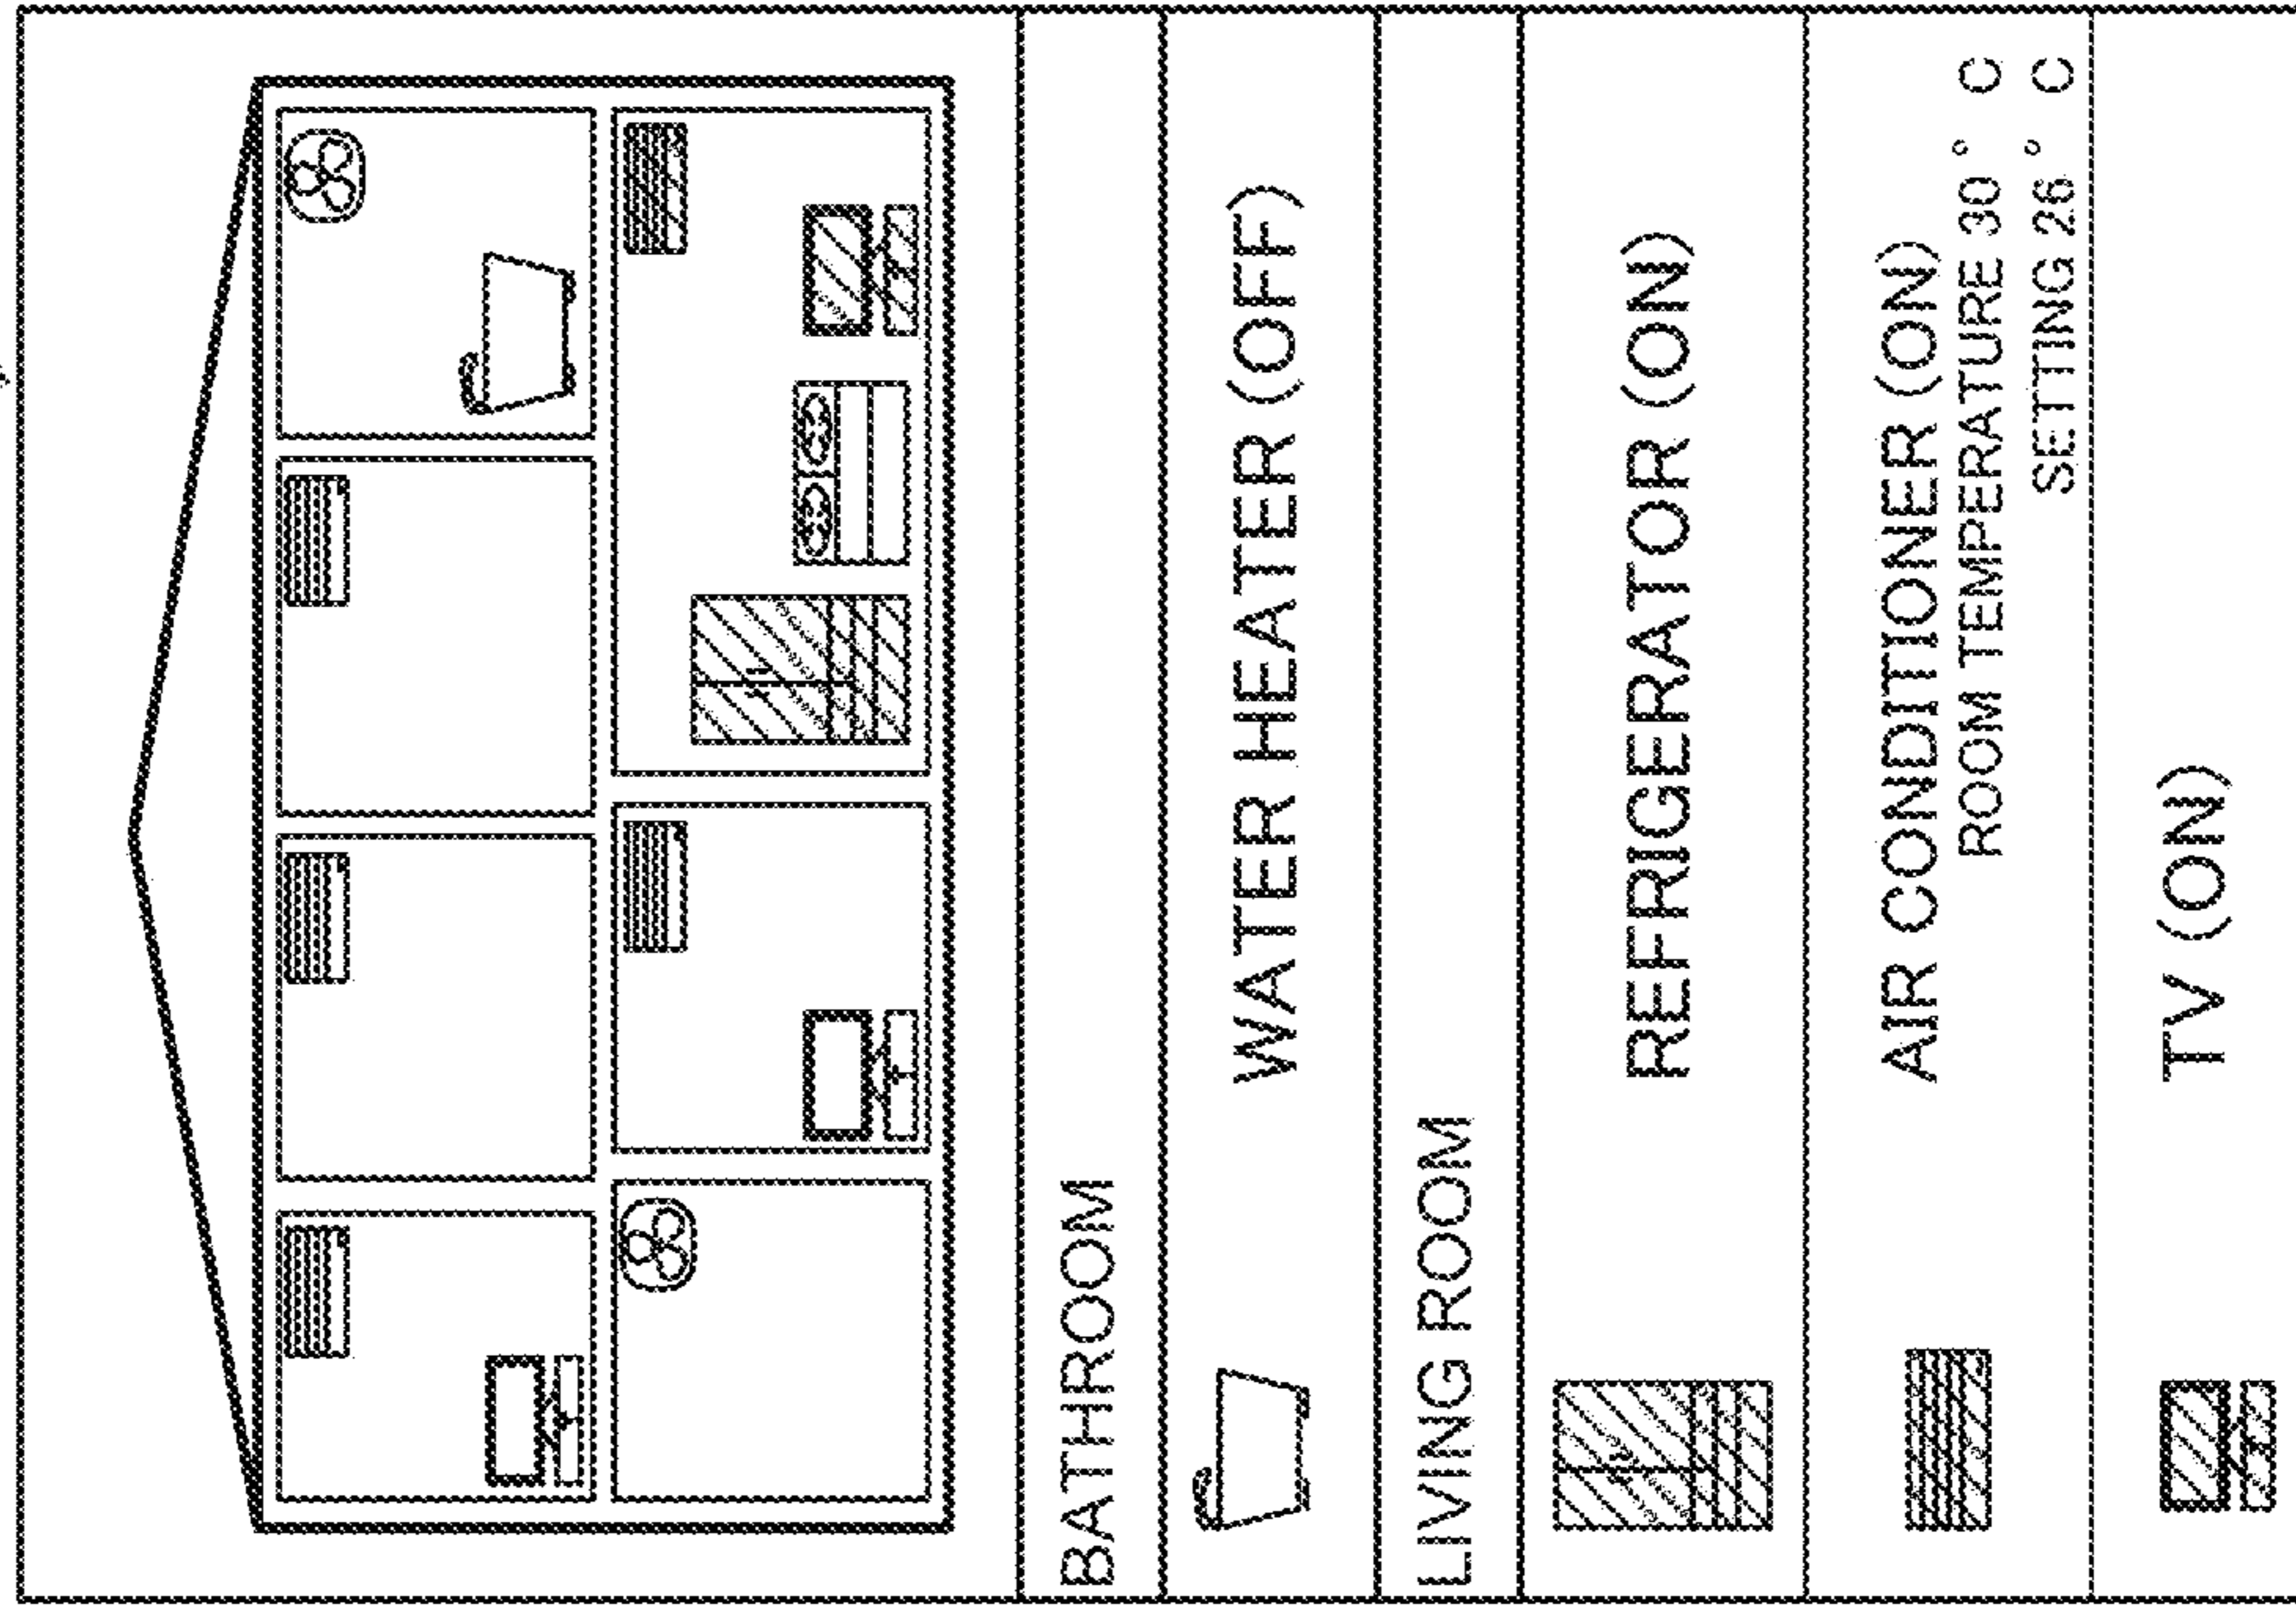 BATHROOM
WATER HEATER (OFF)
LIVING ROOM
REFRIGERATOR (ON)
AIR CONDITIONER (ON)
ROOM TEMPERATURE 30° C
SETTING 26° C
TV (ON)